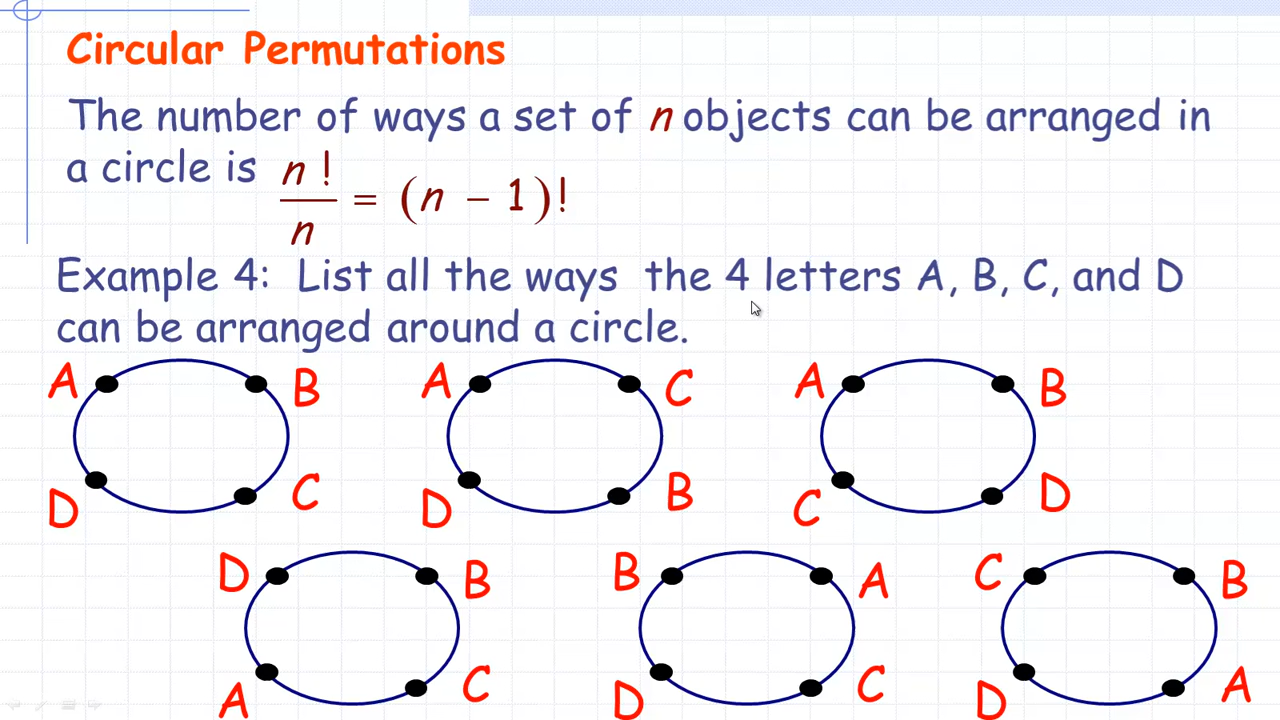 Circular Permutations
The number of ways a set of n objects can be arranged in
a circle is n!/n = (n − 1)!
Example 4: List all the ways the 4 letters A, B, C, and D
can be arranged around a circle.
A B A C A B
D C D B C D
D B B A C B
A C D C D A